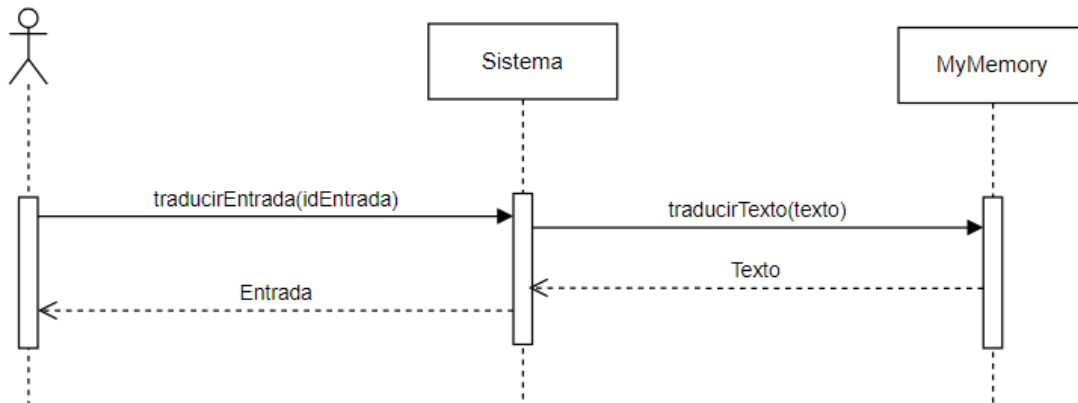 Sistema
MyMemory
traducirEntrada(idEntrada)
traducirTexto(texto)
Texto
Entrada